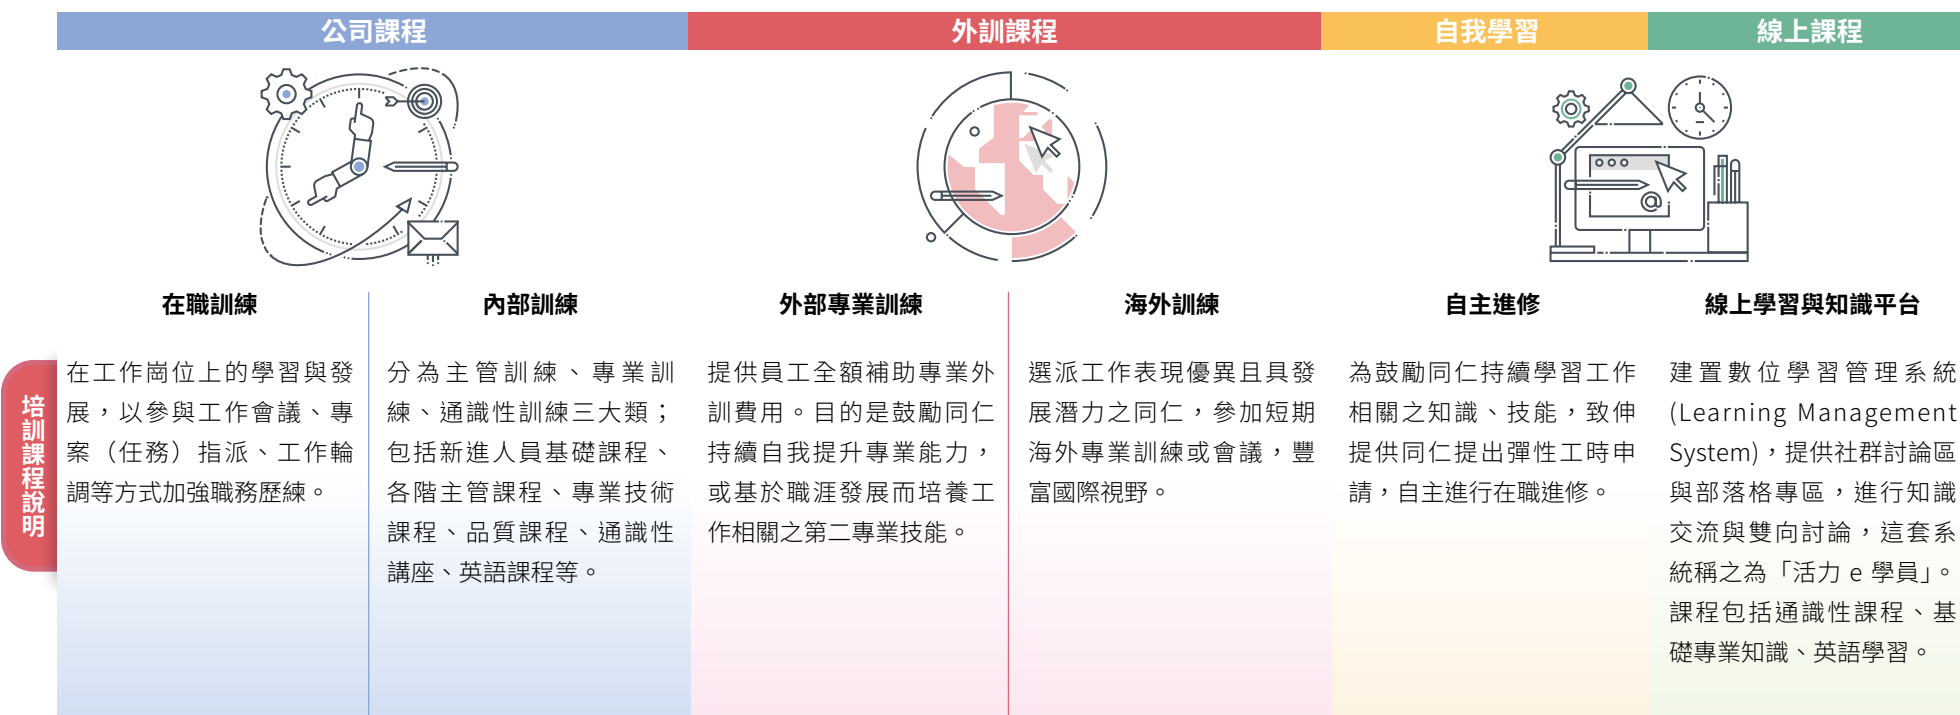 公司課程
外訓課程
自我學習
線上課程
培訓課程說明
在職訓練
在工作崗位上的學習與發
展，以參與工作會議、專
案（任務）指派、工作輪
調等方式加強職務歷練。
內部訓練
分為主管訓練、專業訓
練、通識性訓練三大類；
包括新進人員基礎課程、
各階主管課程、專業技術
課程、品質課程、通識性
講座、英語課程等。
外部專業訓練
提供員工全額補助專業外
訓費用。目的是鼓勵同仁
持續自我提升專業能力，
或基於職涯發展而培養工
作相關之第二專業技能。
海外訓練
選派工作表現優異且具發
展潛力之同仁，參加短期
海外專業訓練或會議，豐
富國際視野。
自主進修
為鼓勵同仁持續學習工作
相關之知識、技能，致伸
提供同仁提出彈性工時申
請，自主進行在職進修。
線上學習與知識平台
建置數位學習管理系統
(Learning Management
System)，提供社群討論區
與部落格專區，進行知識
交流與雙向討論，這套系
統稱之為「活力 e 學員」。
課程包括通識性課程、基
礎專業知識、英語學習。
@